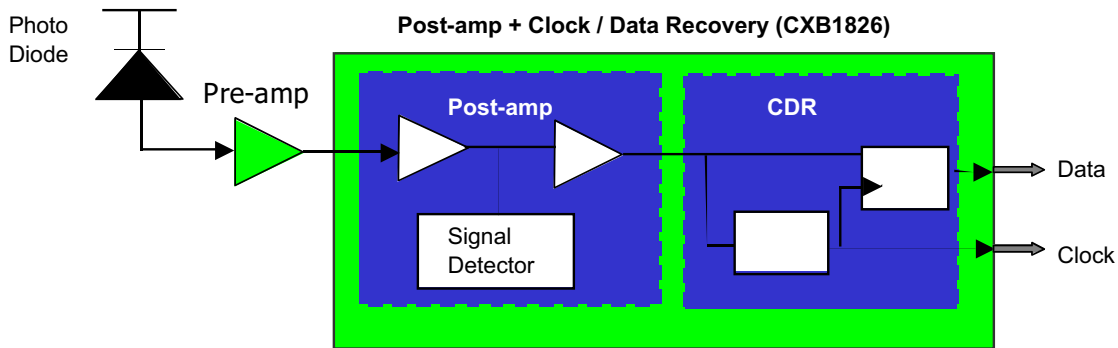 Photo
Diode
Post-amp + Clock / Data Recovery (CXB1826)
Pre-amp
Post-amp
CDR
Signal
Detector
Data
Clock